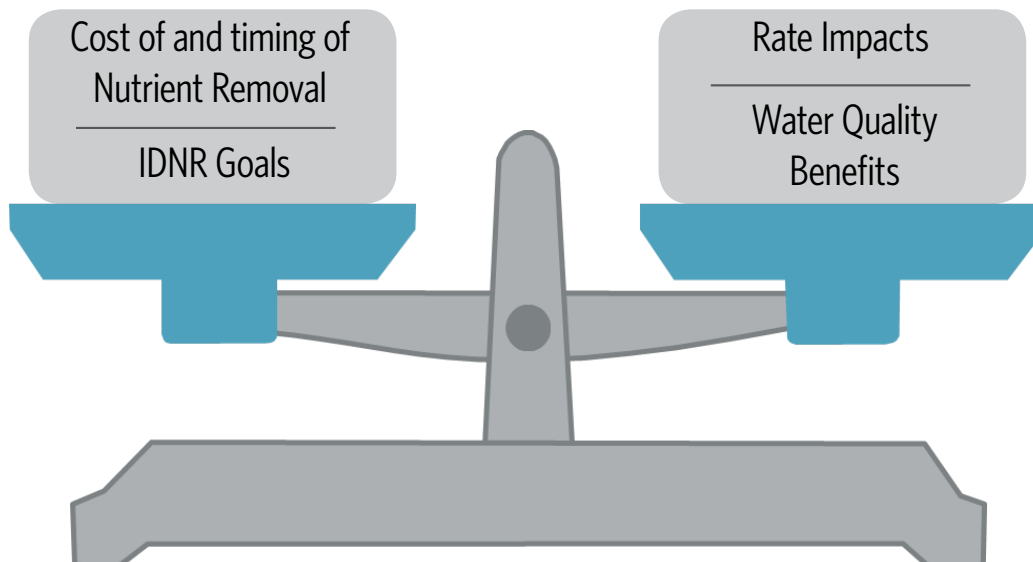 Cost of and timing of
Nutrient Removal
IDNR Goals
Rate Impacts
Water Quality
Benefits